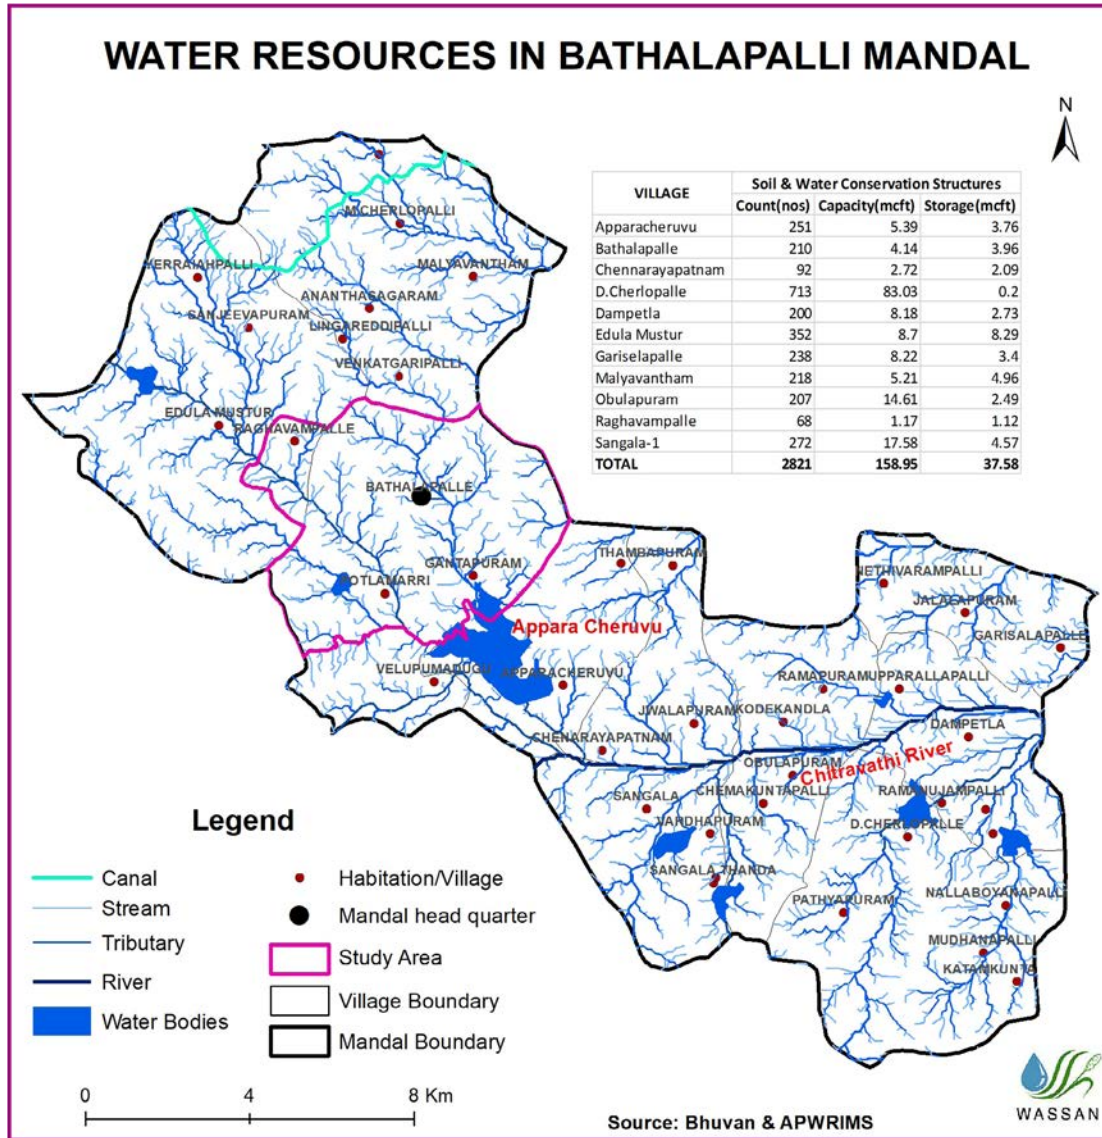 WATER RESOURCES IN BATHALAPALLI MANDAL
N
VILLAGE Soil & Water Conservation Structures
Count(nos) Capacity(mcft) Storage(mcft)
Apparacheruvu 251 5.39 3.76
Bathalapalle 210 4.14 3.96
Chennarayapatnam 92 2.72 2.09
D.Cherlopalle 713 83.03 0.2
Dampetla 200 8.18 2.73
Edula Mustur 352 8.7 8.29
Gariselapalle 238 8.22 3.4
Malyavantham 218 5.21 4.96
Obulapuram 207 14.61 2.49
Raghavampalle 68 1.17 1.12
Sangala-1 272 17.58 4.57
TOTAL 2821 158.95 37.58
M.CHERLOPALLI
YERRAIAHPALLI
MALYAVANTHAM
ANANTHASAGARAM
SANJEEVAPURAM
LINGAREDDIPALLI
VENKATGARIPALLI
EDULA MUSTUR
RAGHAVAMPALLE
BATHALAPALLE
GANTAPURAM
POTLAMARRI
THAMBAPURAM
NETHIVARAMPALLI
JALALAPURAM
GARISALAPALLE
Appara Cheruvu
VELUPUMADUGU
APPARACHERUVU
RAMAPURAM
UPPARALLAPALLI
JWALAPURAM
KODEKANDLA
DAMPETLA
CHENARAYAPATNAM
OBULAPURAM
Chitravathi River
SANGALA
CHEMAKUNTAPALLI
RAMANUJAMPALLI
VARDHAPURAM
D.CHERLOPALLE
SANGALA THANDA
PATHYAPURAM
NALLABOYANAPALLI
MUDHANAPALLI
KATAMKUNTA
Legend
Canal
Stream
Tributary
River
Water Bodies
Habitation/Village
Mandal head quarter
Study Area
Village Boundary
Mandal Boundary
0 4 8 Km
Source: Bhuvan & APWRIMS
WASSAN